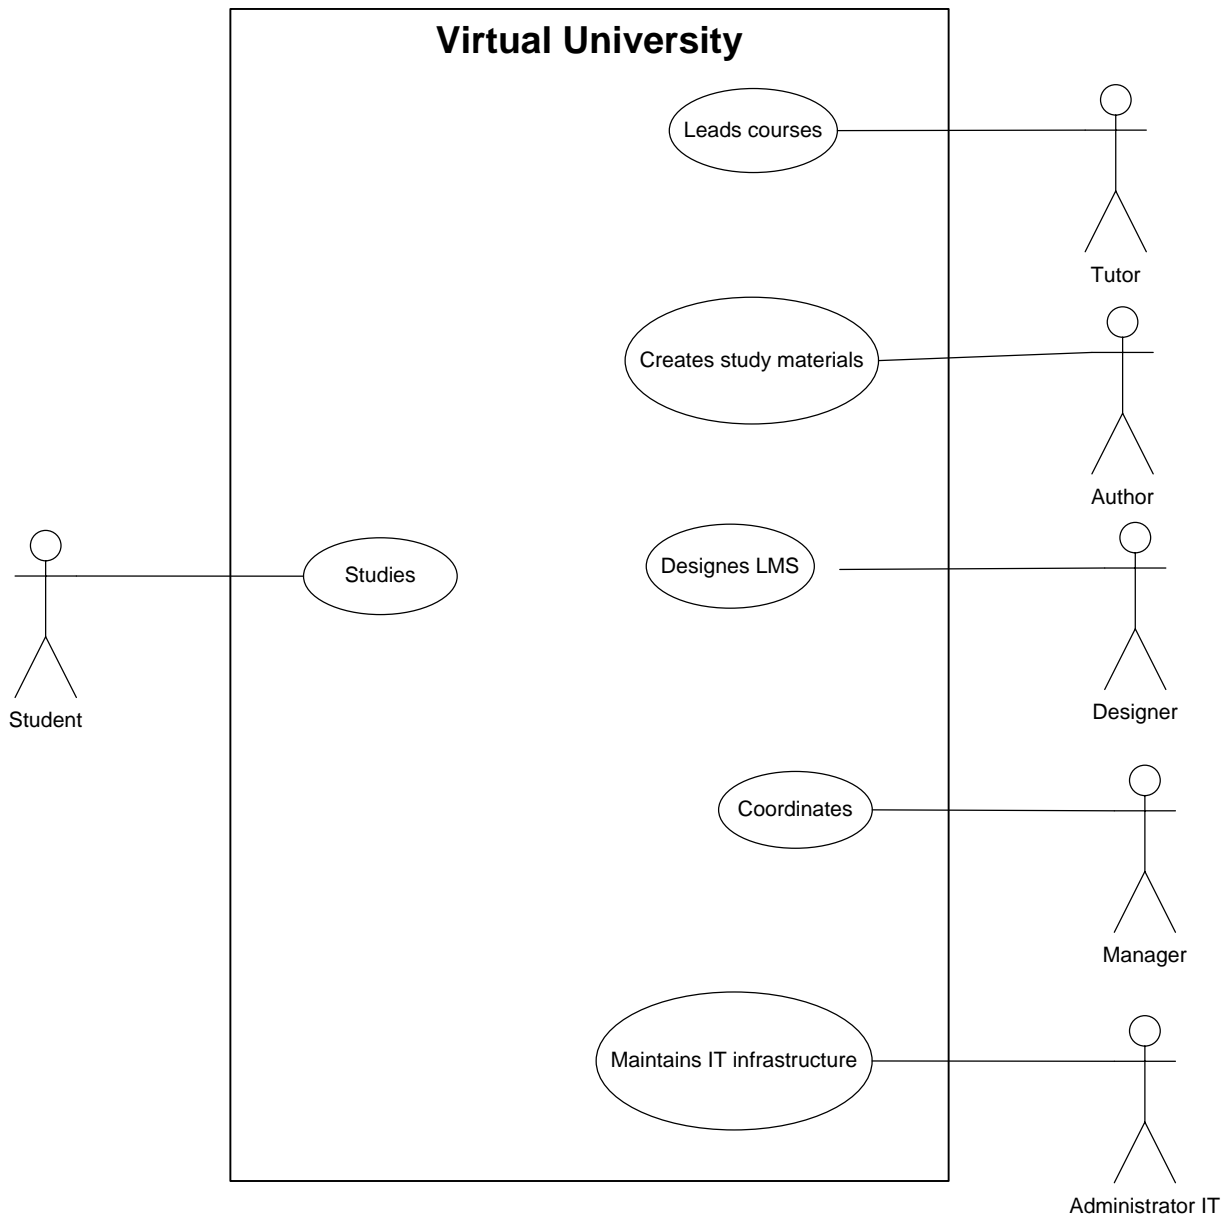 Virtual University
Leads courses
Tutor
Creates study materials
Author
Studies
Student
Designes LMS
Designer
Coordinates
Manager
Maintains IT infrastructure
Administrator IT